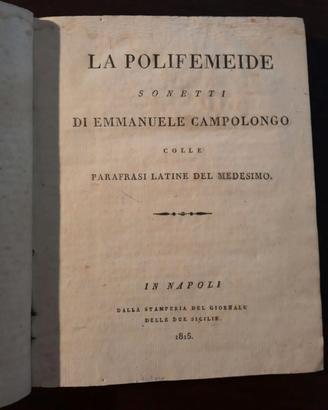 LA POLIFEMEIDE
SONETTI
DI EMMANUELE CAMPOLONGO
COLLE
PARAFRASI LATINE DEL MEDESIMO.
IN NAPOLI
DALLA STAMPERIA DEL GIORNALE
DELLE DUE SICILIE.
1815.